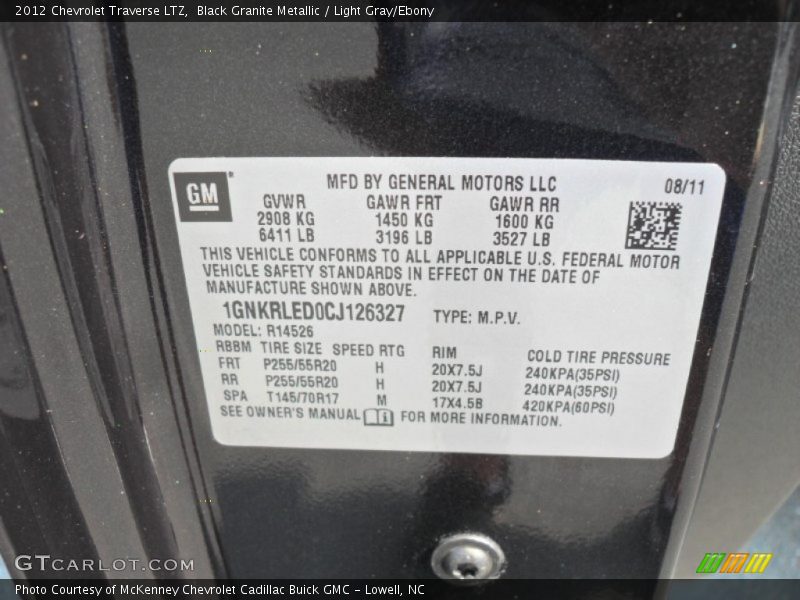 2012 Chevrolet Traverse LTZ, Black Granite Metallic / Light Gray/Ebony
GM
MFD BY GENERAL MOTORS LLC 08/11
GVWR GAWR FRT GAWR RR
2908 KG 1450 KG 1600 KG
6411 LB 3196 LB 3527 LB
THIS VEHICLE CONFORMS TO ALL APPLICABLE U.S. FEDERAL MOTOR
VEHICLE SAFETY STANDARDS IN EFFECT ON THE DATE OF
MANUFACTURE SHOWN ABOVE.
1GNKRLED0CJ126327 TYPE: M.P.V.
MODEL: R14526
RBBM TIRE SIZE SPEED RTG RIM COLD TIRE PRESSURE
FRT P255/55R20 H 20X7.5J 240KPA(35PSI)
RR P255/55R20 H 20X7.5J 240KPA(35PSI)
SPA T145/70R17 M 17X4.5B 420KPA(60PSI)
SEE OWNER'S MANUAL FOR MORE INFORMATION.
GTCARLOT.COM
Photo Courtesy of McKenney Chevrolet Cadillac Buick GMC - Lowell, NC